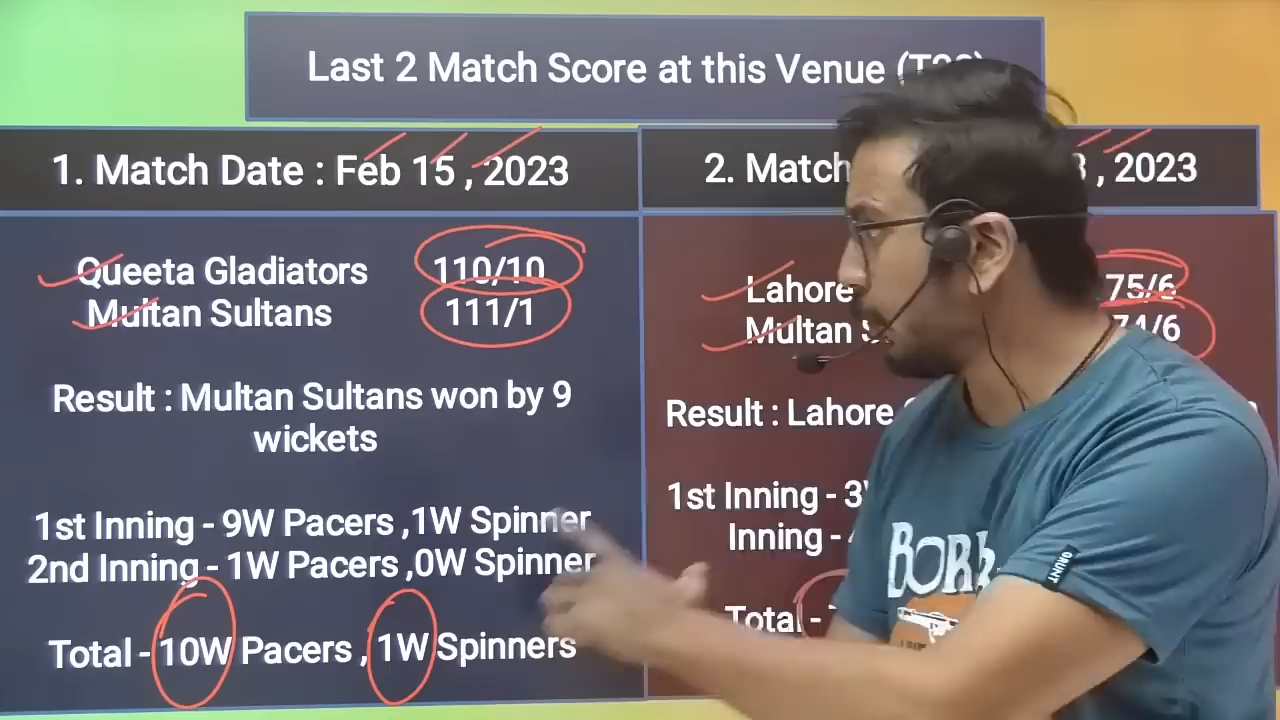 Last 2 Match Score at this Venue
1. Match Date : Feb 15 , 2023
Queeta Gladiators 110/10
Multan Sultans 111/1
Result : Multan Sultans won by 9
wickets
1st Inning - 9W Pacers ,1W Spinner
2nd Inning - 1W Pacers ,0W Spinner
Total - 10W Pacers , 1W Spinners
2. Match , 2023
Lahore 75/6
Multan 74/6
Result : Lahore
1st Inning -
Inning -
Total -
GRUNT